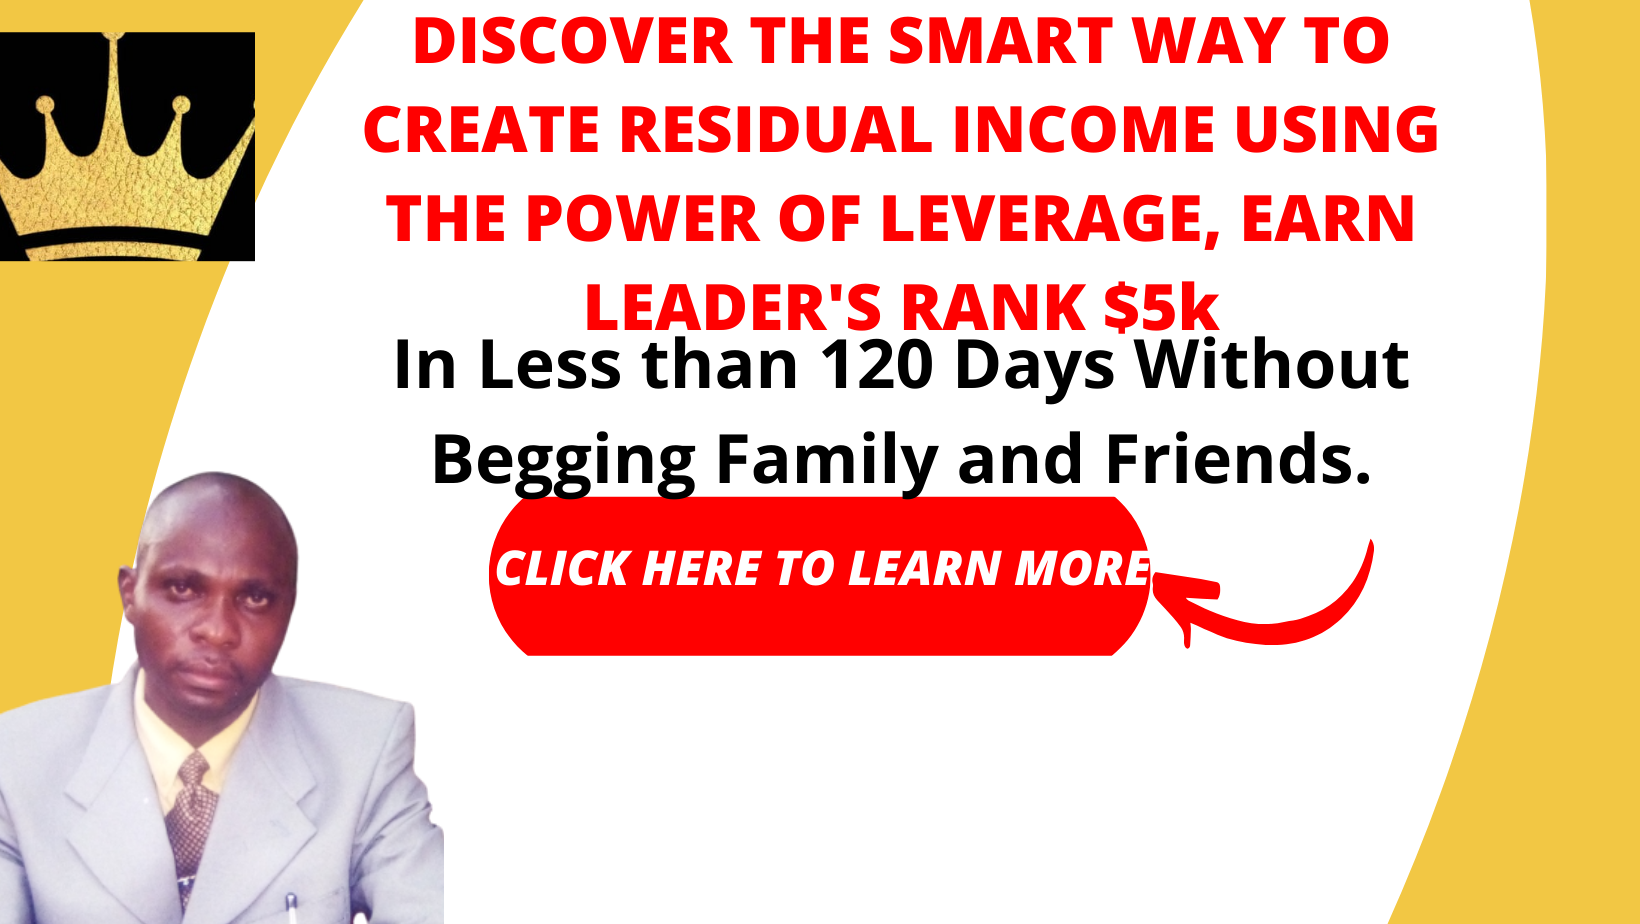 DISCOVER THE SMART WAY TO
CREATE RESIDUAL INCOME USING
THE POWER OF LEVERAGE, EARN
LEADER'S RANK $5k
In Less than 120 Days Without
Begging Family and Friends.
CLICK HERE TO LEARN MORE